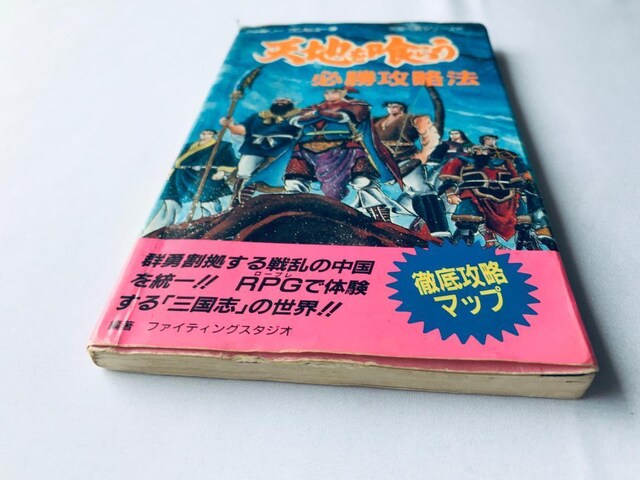 天地を喰らう
必勝攻略法
群勇割拠する戦乱の中国
を統一!! RPGで体験
ロープレ
する「三国志」の世界!!
編著 ファイティングスタジオ
徹底攻略
マップ